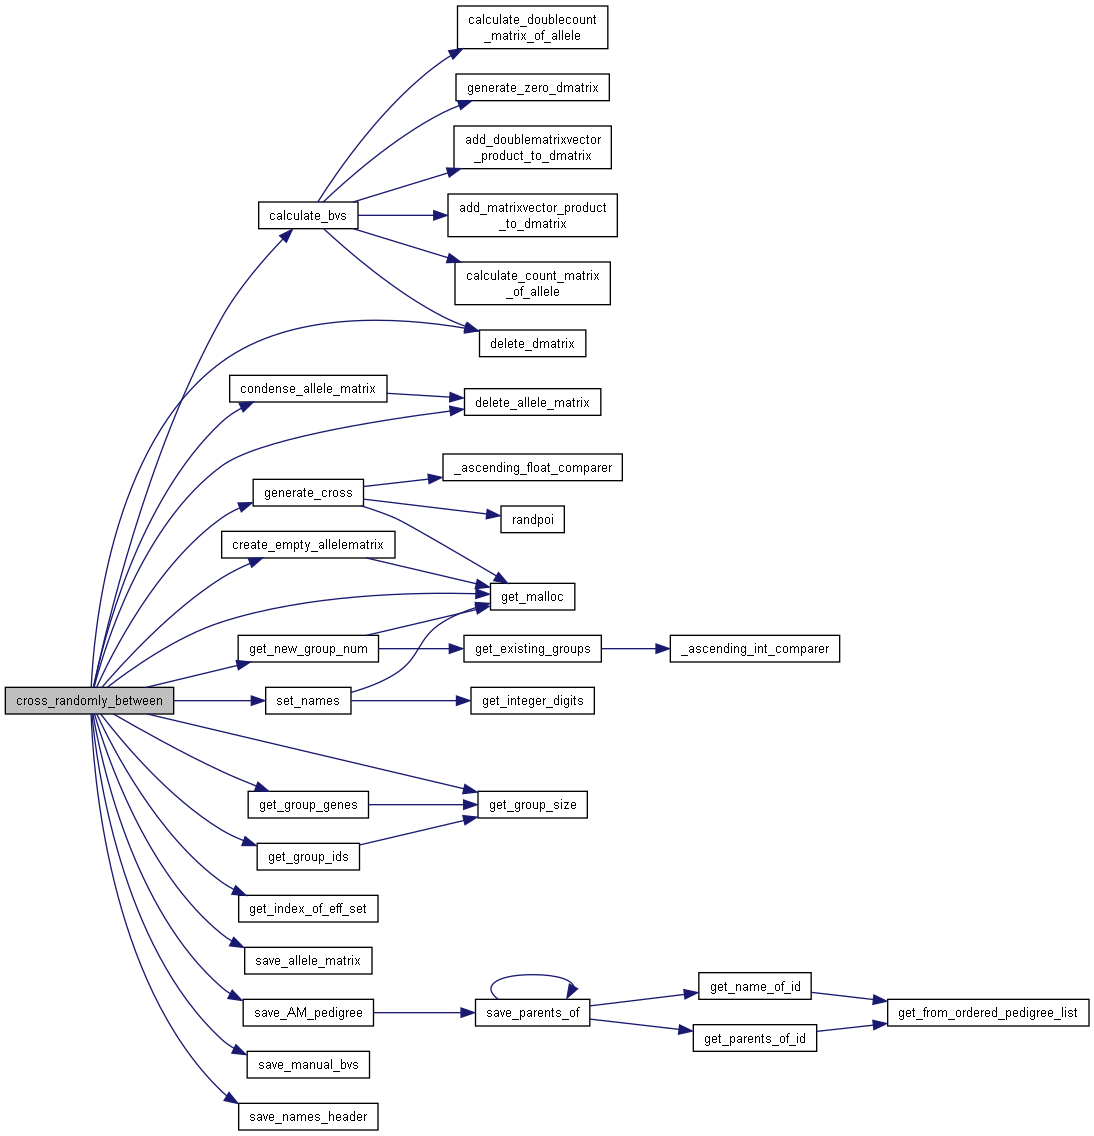 calculate_doublecount
_matrix_of_allele
generate_zero_dmatrix
add_doublematrixvector
_product_to_dmatrix
calculate_bvs
add_matrixvector_product
_to_dmatrix
calculate_count_matrix
_of_allele
delete_dmatrix
condense_allele_matrix
delete_allele_matrix
_ascending_float_comparer
generate_cross
randpoi
create_empty_allelematrix
get_malloc
get_new_group_num
get_existing_groups
_ascending_int_comparer
cross_randomly_between
set_names
get_integer_digits
get_group_genes
get_group_size
get_group_ids
get_index_of_eff_set
save_allele_matrix
get_name_of_id
save_AM_pedigree
save_parents_of
get_from_ordered_pedigree_list
get_parents_of_id
save_manual_bvs
save_names_header